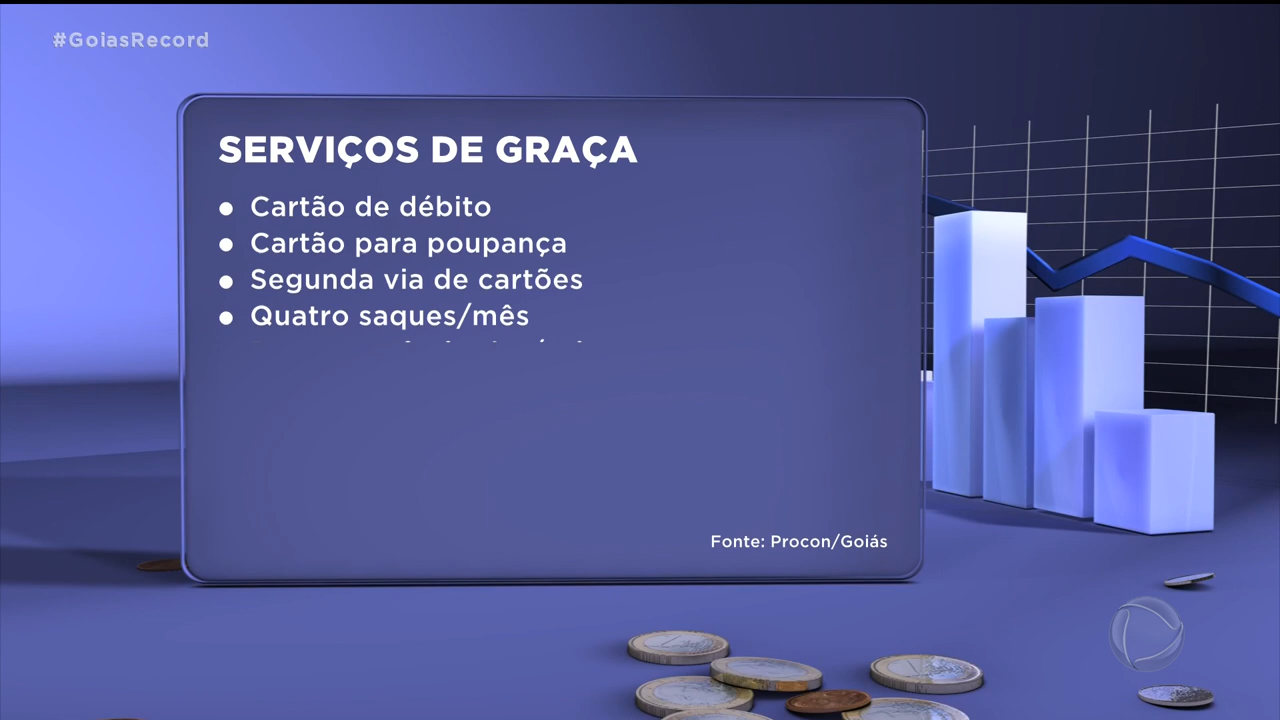 #GoiasRecord
SERVIÇOS DE GRAÇA
Cartão de débito
Cartão para poupança
Segunda via de cartões
Quatro saques/mês
Fonte: Procon/Goiás